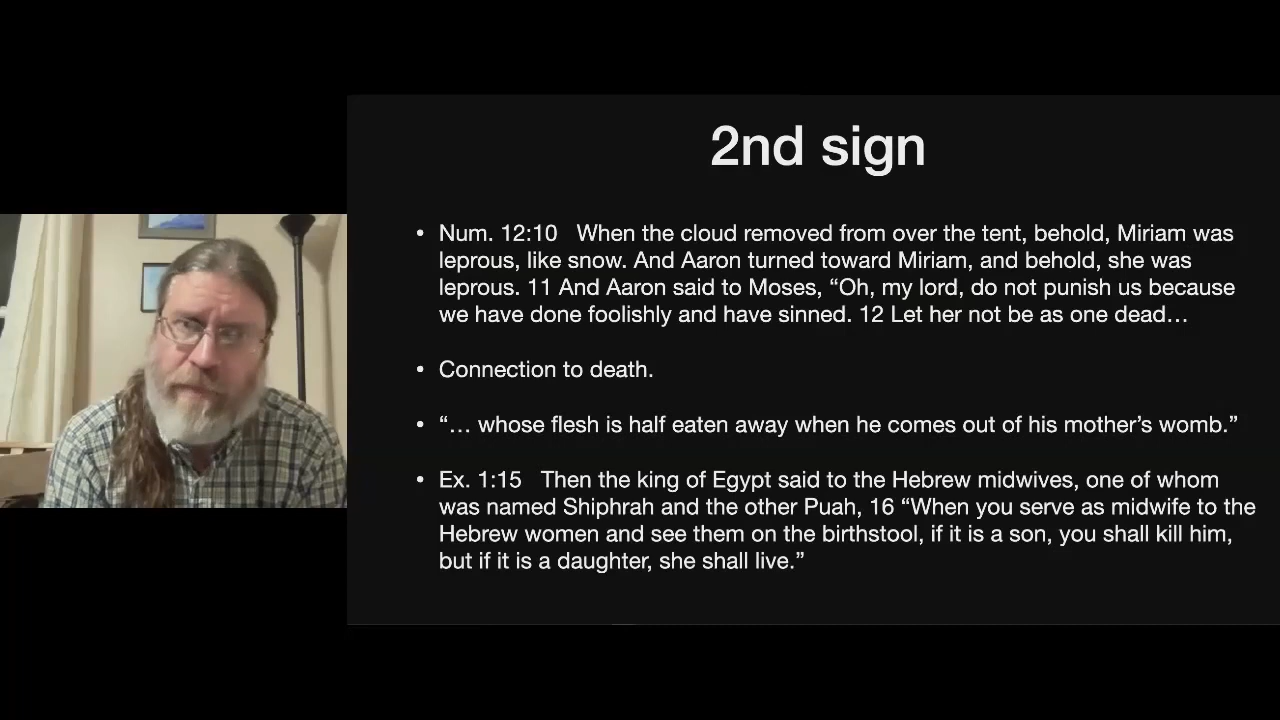 2nd sign
• Num. 12:10 When the cloud removed from over the tent, behold, Miriam was
leprous, like snow. And Aaron turned toward Miriam, and behold, she was
leprous. 11 And Aaron said to Moses, “Oh, my lord, do not punish us because
we have done foolishly and have sinned. 12 Let her not be as one dead…
• Connection to death.
• “… whose flesh is half eaten away when he comes out of his mother’s womb.”
• Ex. 1:15 Then the king of Egypt said to the Hebrew midwives, one of whom
was named Shiphrah and the other Puah, 16 “When you serve as midwife to the
Hebrew women and see them on the birthstool, if it is a son, you shall kill him,
but if it is a daughter, she shall live.”